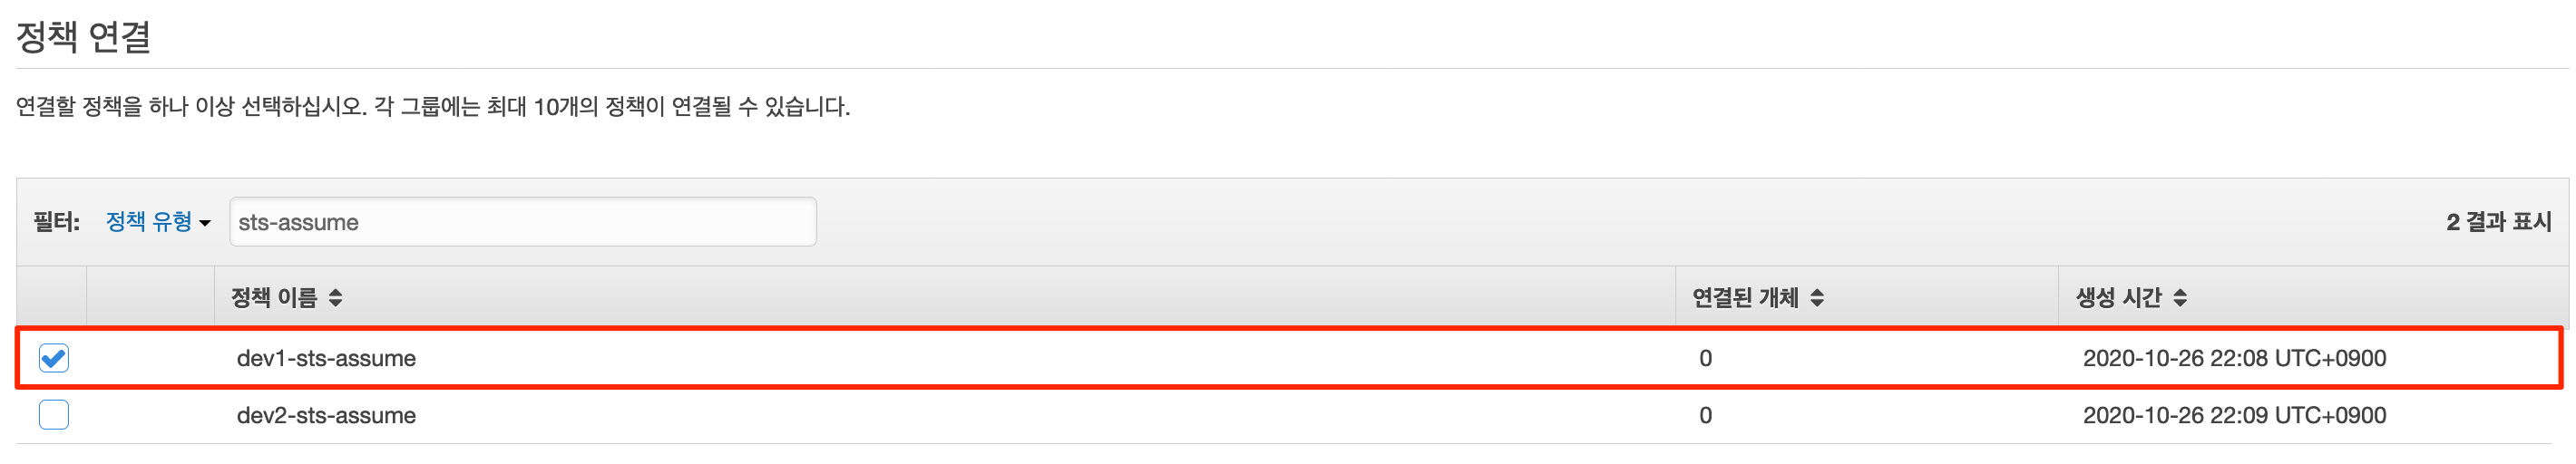 정책 연결
연결할 정책을 하나 이상 선택하십시오. 각 그룹에는 최대 10개의 정책이 연결될 수 있습니다.
필터: 정책 유형 sts-assume 2 결과 표시
정책 이름 연결된 개체 생성 시간
dev1-sts-assume 0 2020-10-26 22:08 UTC+0900
dev2-sts-assume 0 2020-10-26 22:09 UTC+0900